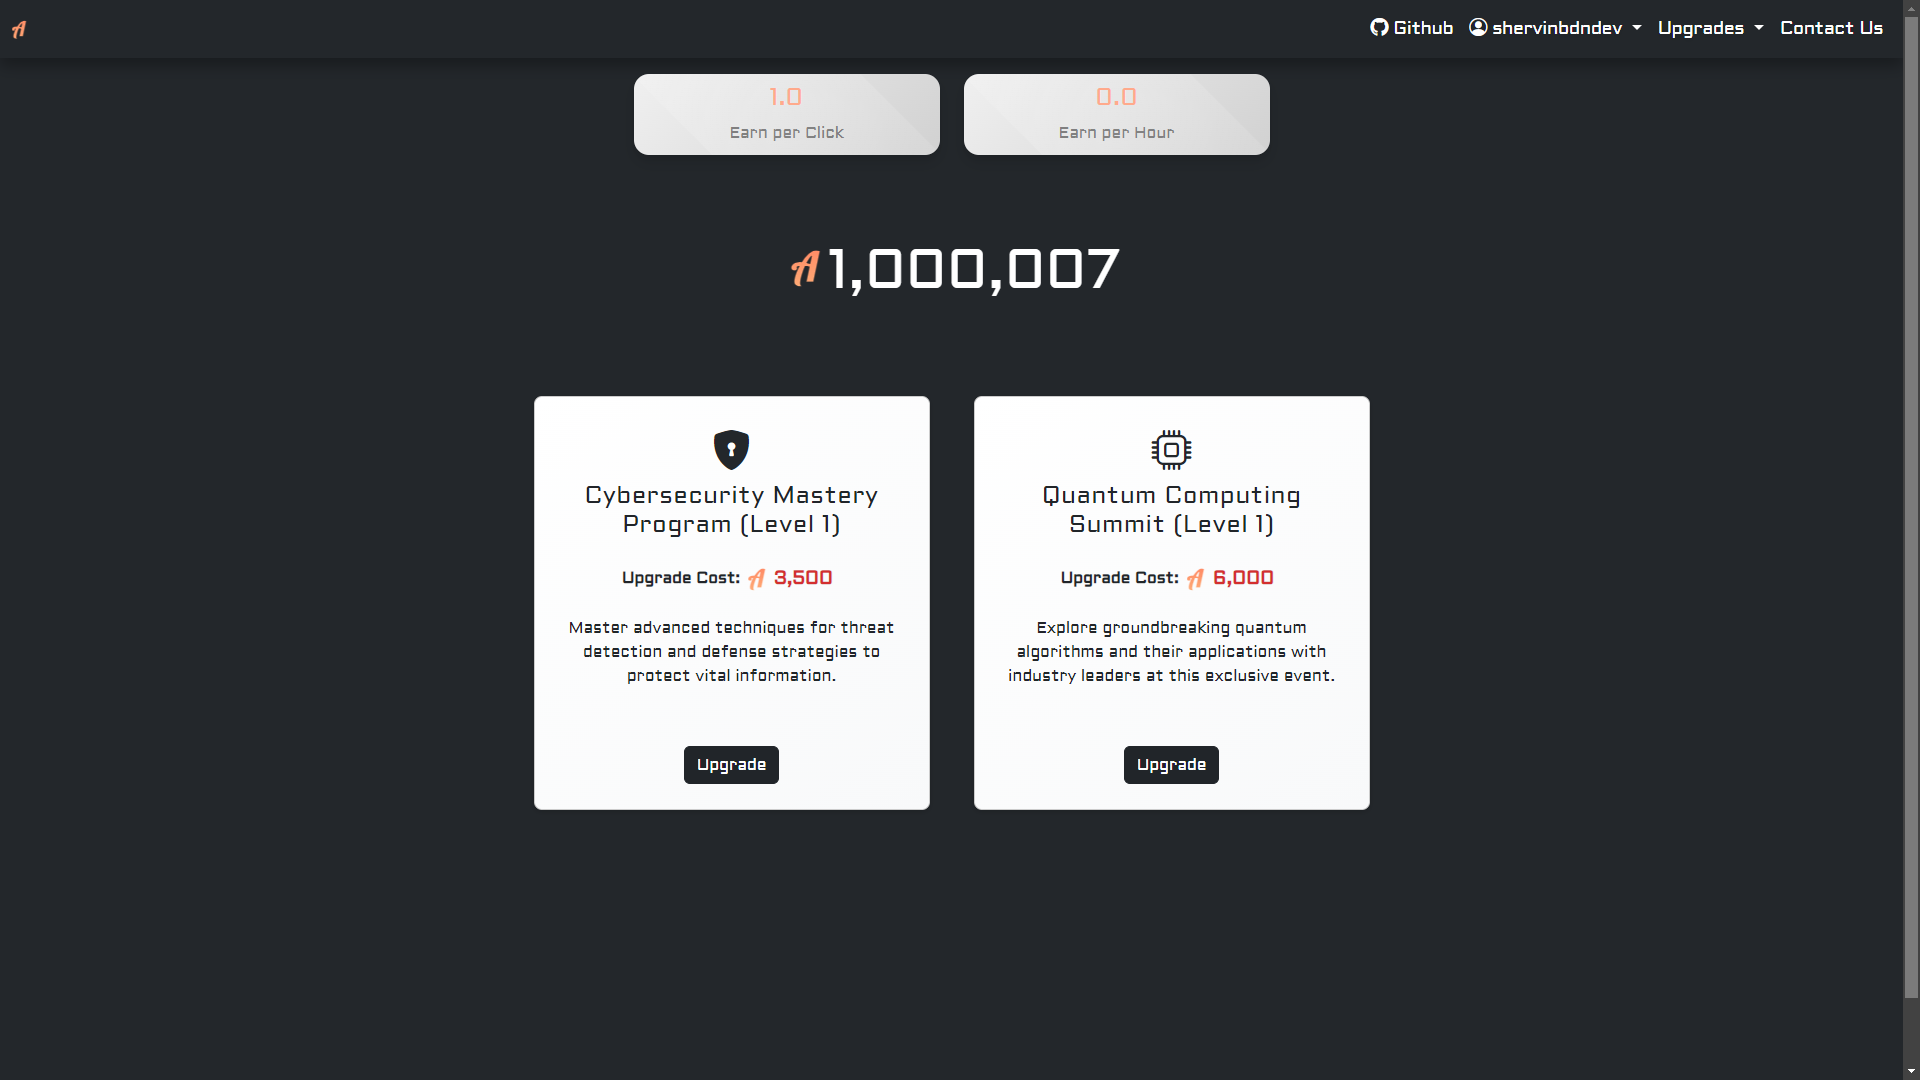 A
Github shervinbdndev Upgrades Contact Us
1.0
Earn per Click
0.0
Earn per Hour
A 1,000,007
Cybersecurity Mastery
Program (Level 1)
Upgrade Cost: A 3,500
Master advanced techniques for threat
detection and defense strategies to
protect vital information.
Upgrade
Quantum Computing
Summit (Level 1)
Upgrade Cost: A 6,000
Explore groundbreaking quantum
algorithms and their applications with
industry leaders at this exclusive event.
Upgrade